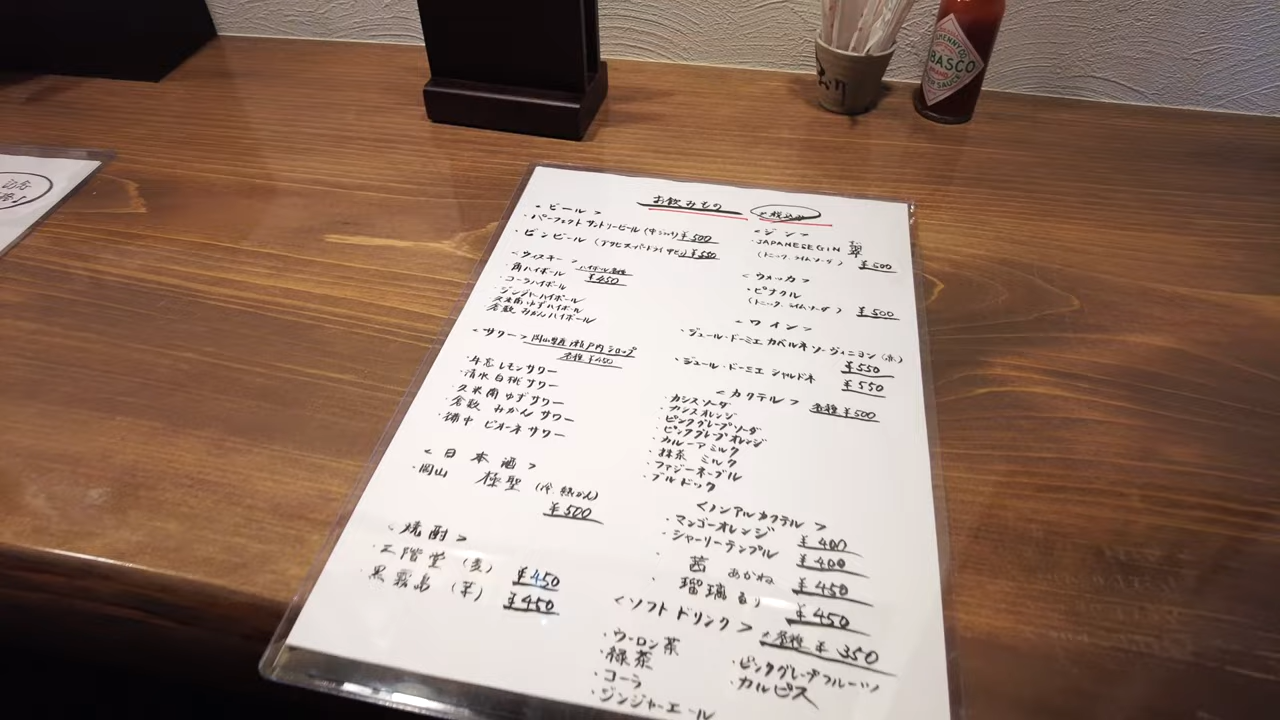 お飲みもの
税込み
<ビール>
・パーフェクトサントリービール (中ジョッキ) ¥500
・ビンビール (アサヒスーパードライ 中ビン) ¥550
<ウィスキー>
ハイボール各種
¥450
・角ハイボール
・コーラハイボール
・ジンジャーハイボール
・久米南ゆずハイボール
・倉敷みかんハイボール
<サワー> 岡山県産瀬戸内シロップ
各種 ¥450
・牛窓レモンサワー
・清水白桃サワー
・久米南ゆずサワー
・倉敷みかんサワー
・備中ピオーネサワー
<日本酒>
・岡山 極聖 (冷、熱かん)
¥500
<焼酎>
・二階堂 (麦) ¥450
・黒霧島 (芋) ¥450
<ジン>
・JAPANESE GIN 翠
(トニック、ライムソーダ) ¥500
<ウォッカ>
・ピナクル
(トニック、ライムソーダ) ¥500
<ワイン>
・ジュール・ドーミエ カベルネソーヴィニヨン (赤)
¥550
・ジュール・ドーミエ シャルドネ
¥550
<カクテル> 各種 ¥500
・カシスソーダ
・カシスオレンジ
・ピンクグレープソーダ
・ピンクグレープオレンジ
・カルーアミルク
・抹茶ミルク
・ファジーネーブル
・ブルドック
<ノンアルカクテル>
・マンゴーオレンジ ¥400
・シャーリーテンプル ¥400
・茜 あかね ¥450
・瑠璃 るり ¥450
<ソフトドリンク> 各種 ¥350
・ウーロン茶
・緑茶
・コーラ
・ジンジャーエール
・ピンクグレープフルーツ
・カルピス
TABASCO
BRAND